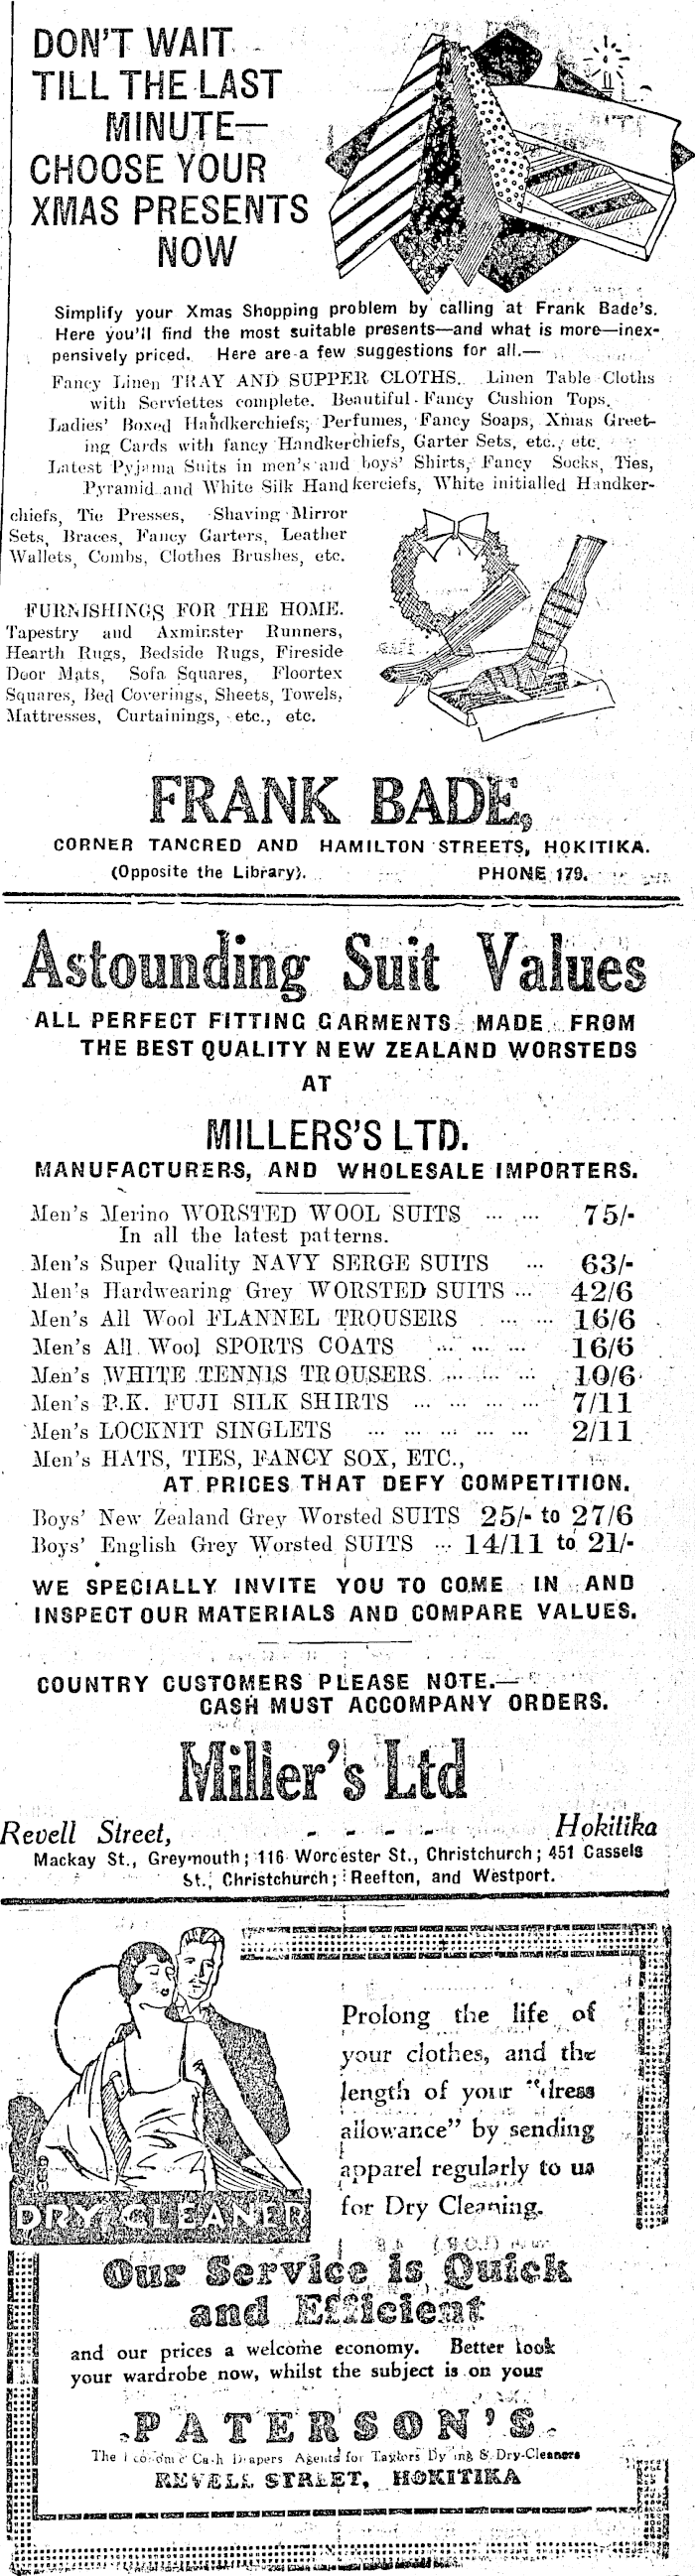 DON'T WAIT
TILL THE LAST
MINUTE—
CHOOSE YOUR
XMAS PRESENTS
NOW
Simplify your Xmas Shopping problem by calling at Frank Bade's.
Here you'll find the most suitable presents—and what is more—inex-
pensively priced. Here are a few suggestions for all.—
Fancy Linen TRAY AND SUPPER CLOTHS. Linen Table Cloths
with Serviettes complete. Beautiful Fancy Cushion Tops.
Ladies' Boxed Handkerchiefs; Perfumes, Fancy Soaps, Xmas Greet-
ing Cards with fancy Handkerchiefs, Garter Sets, etc., etc.
Latest Pyjama Suits in men's and boys' Shirts, Fancy Socks, Ties,
Pyramid and White Silk Handkerciefs, White initialled Handker-
chiefs, Tie Presses, Shaving Mirror
Sets, Braces, Fancy Garters, Leather
Wallets, Combs, Clothes Brushes, etc.
FURNISHINGS FOR THE HOME.
Tapestry and Axminster Runners,
Hearth Rugs, Bedside Rugs, Fireside
Door Mats, Sofa Squares, Floortex
Squares, Bed Coverings, Sheets, Towels,
Mattresses, Curtainings, etc., etc.
FRANK BADE,
CORNER TANCRED AND HAMILTON STREETS, HOKITIKA.
(Opposite the Library). PHONE 179.
Astounding Suit Values
ALL PERFECT FITTING GARMENTS MADE FROM
THE BEST QUALITY NEW ZEALAND WORSTEDS
AT
MILLERS'S LTD.
MANUFACTURERS, AND WHOLESALE IMPORTERS.
Men's Merino WORSTED WOOL SUITS ... ... 75/-
In all the latest patterns.
Men's Super Quality NAVY SERGE SUITS ... 63/-
Men's Hardwearing Grey WORSTED SUITS ... 42/6
Men's All Wool FLANNEL TROUSERS ... ... 16/6
Men's All Wool SPORTS COATS ... ... ... 16/6
Men's WHITE TENNIS TROUSERS ... ... ... 10/6
Men's P.K. FUJI SILK SHIRTS ... ... ... ... 7/11
Men's LOCKNIT SINGLETS ... ... ... ... ... 2/11
Men's HATS, TIES, FANCY SOX, ETC.,
AT PRICES THAT DEFY COMPETITION.
Boys' New Zealand Grey Worsted SUITS 25/- to 27/6
Boys' English Grey Worsted SUITS ... 14/11 to 21/-
WE SPECIALLY INVITE YOU TO COME IN AND
INSPECT OUR MATERIALS AND COMPARE VALUES.
COUNTRY CUSTOMERS PLEASE NOTE.—
CASH MUST ACCOMPANY ORDERS.
Miller's Ltd
Revell Street, - - - - Hokitika
Mackay St., Greymouth; 116 Worcester St., Christchurch; 451 Cassels
St., Christchurch; Reefton, and Westport.
DRY CLEANER
Prolong the life of
your clothes, and the
length of your "dress
allowance" by sending
apparel regularly to us
for Dry Cleaning.
Our Service is Quick
and Efficient
and our prices a welcome economy. Better look
your wardrobe now, whilst the subject is on your
PATERSON'S
The Cash Drapers Agents for Taylors Dying & Dry-Cleaners
REVELL STREET, HOKITIKA